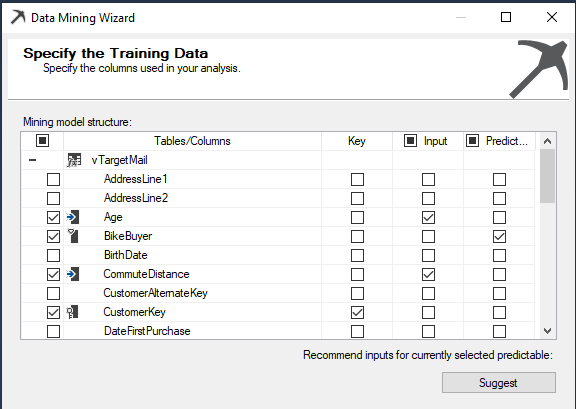 Data Mining Wizard
Specify the Training Data
Specify the columns used in your analysis.
Mining model structure:
Tables/Columns Key Input Predict...
vTargetMail
AddressLine1
AddressLine2
Age
BikeBuyer
BirthDate
CommuteDistance
CustomerAlternateKey
CustomerKey
DateFirstPurchase
Recommend inputs for currently selected predictable:
Suggest